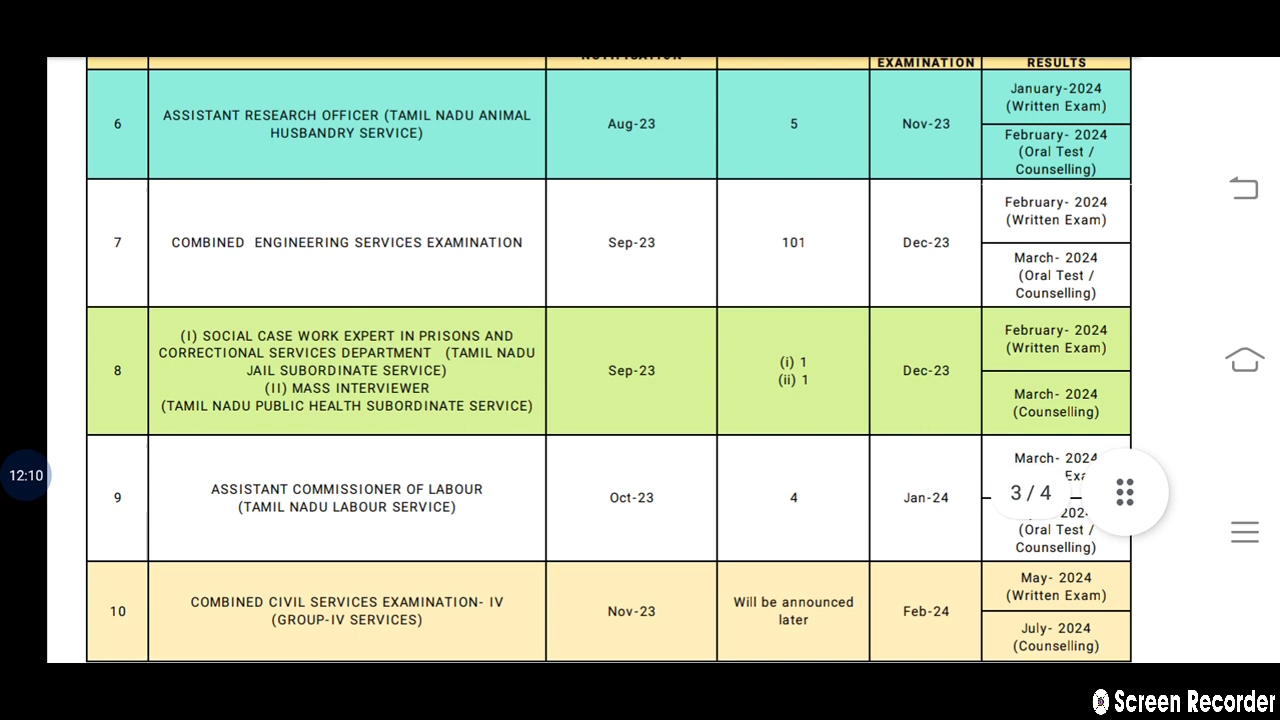 EXAMINATION
RESULTS
6
ASSISTANT RESEARCH OFFICER (TAMIL NADU ANIMAL
HUSBANDRY SERVICE)
Aug-23
5
Nov-23
January-2024
(Written Exam)
February- 2024
(Oral Test /
Counselling)
7
COMBINED ENGINEERING SERVICES EXAMINATION
Sep-23
101
Dec-23
February- 2024
(Written Exam)
March- 2024
(Oral Test /
Counselling)
8
(I) SOCIAL CASE WORK EXPERT IN PRISONS AND
CORRECTIONAL SERVICES DEPARTMENT (TAMIL NADU
JAIL SUBORDINATE SERVICE)
(II) MASS INTERVIEWER
(TAMIL NADU PUBLIC HEALTH SUBORDINATE SERVICE)
Sep-23
(i) 1
(ii) 1
Dec-23
February- 2024
(Written Exam)
March- 2024
(Counselling)
9
ASSISTANT COMMISSIONER OF LABOUR
(TAMIL NADU LABOUR SERVICE)
Oct-23
4
Jan-24
March- 2024
(Oral Test /
Counselling)
10
COMBINED CIVIL SERVICES EXAMINATION- IV
(GROUP-IV SERVICES)
Nov-23
Will be announced
later
Feb-24
May- 2024
(Written Exam)
July- 2024
(Counselling)
12:10
3 / 4
Screen Recorder